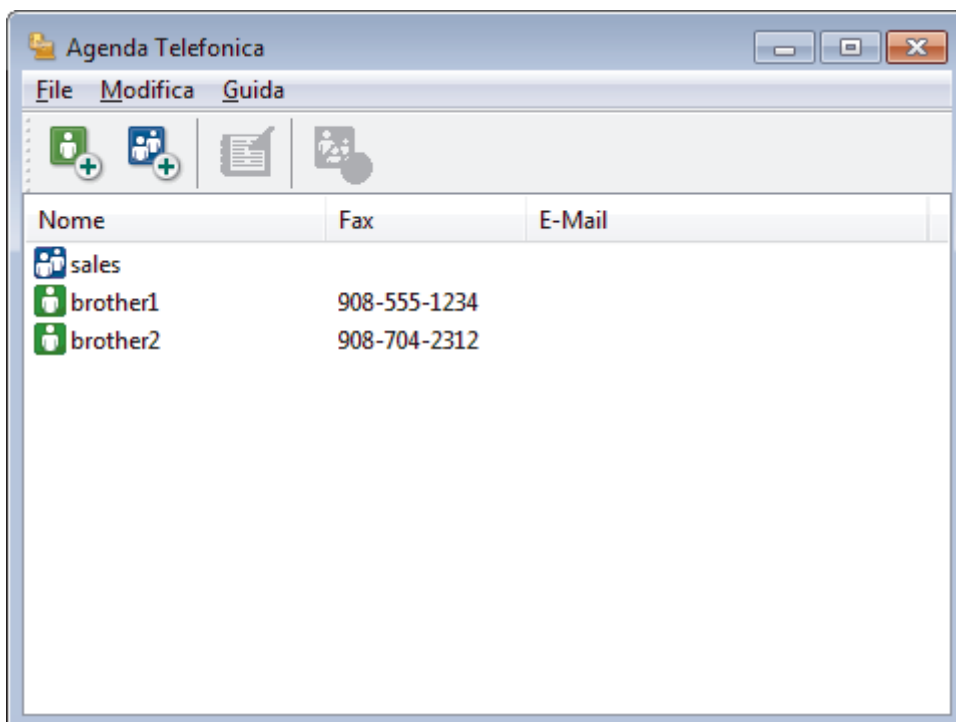 Agenda Telefonica
File Modifica Guida
Nome Fax E-Mail
sales
brother1 908-555-1234
brother2 908-704-2312